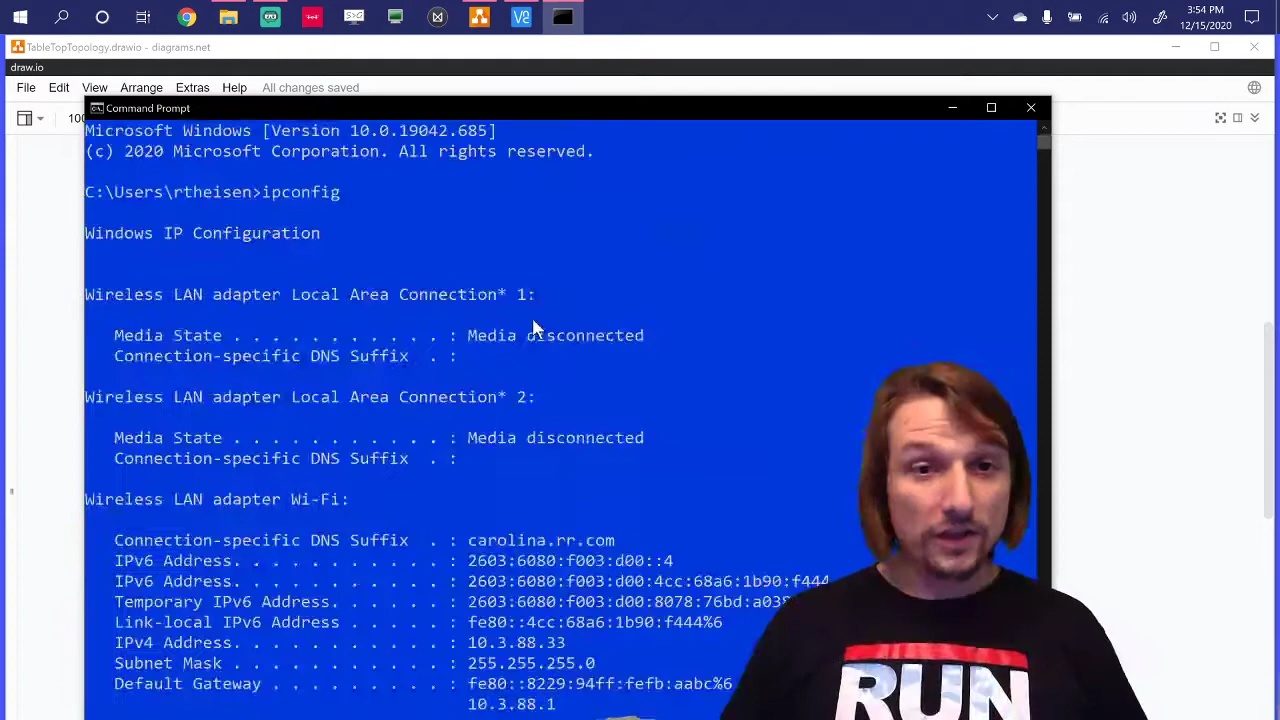 3:54 PM
12/15/2020
TableTopTopology.drawio - diagrams.net
draw.io
File Edit View Arrange Extras Help All changes saved
Command Prompt
Microsoft Windows [Version 10.0.19042.685]
(c) 2020 Microsoft Corporation. All rights reserved.
C:\Users\rtheisen>ipconfig
Windows IP Configuration
Wireless LAN adapter Local Area Connection* 1:
Media State . . . . . . . . . . . : Media disconnected
Connection-specific DNS Suffix . :
Wireless LAN adapter Local Area Connection* 2:
Media State . . . . . . . . . . . : Media disconnected
Connection-specific DNS Suffix . :
Wireless LAN adapter Wi-Fi:
Connection-specific DNS Suffix . : carolina.rr.com
IPv6 Address. . . . . . . . . . . : 2603:6080:f003:d00::4
IPv6 Address. . . . . . . . . . . : 2603:6080:f003:d00:4cc:68a6:1b90:f444
Temporary IPv6 Address. . . . . . : 2603:6080:f003:d00:8078:76bd:a03
Link-local IPv6 Address . . . . . : fe80::4cc:68a6:1b90:f444%6
IPv4 Address. . . . . . . . . . . : 10.3.88.33
Subnet Mask . . . . . . . . . . . : 255.255.255.0
Default Gateway . . . . . . . . . : fe80::8229:94ff:fefb:aabc%6
10.3.88.1
RUN